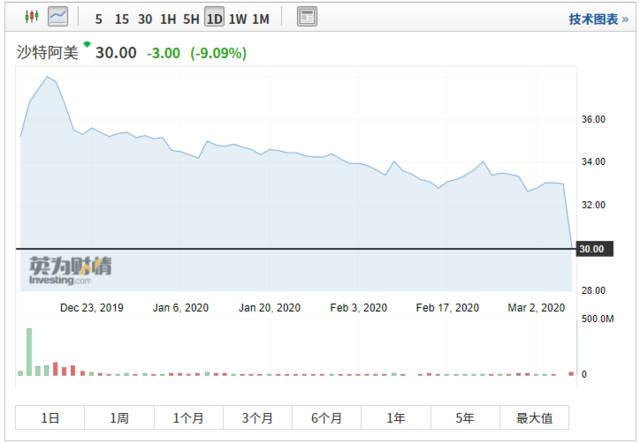 5 15 30 1H 5H 1D 1W 1M 技术图表 »
沙特阿美 30.00 -3.00 (-9.09%)
36.00
34.00
32.00
30.00
英为财情
Investing.com
28.00
Dec 23, 2019 Jan 6, 2020 Jan 20, 2020 Feb 3, 2020 Feb 17, 2020 Mar 2, 2020
500.0M
0
1日 1周 1个月 3个月 6个月 1年 5年 最大值